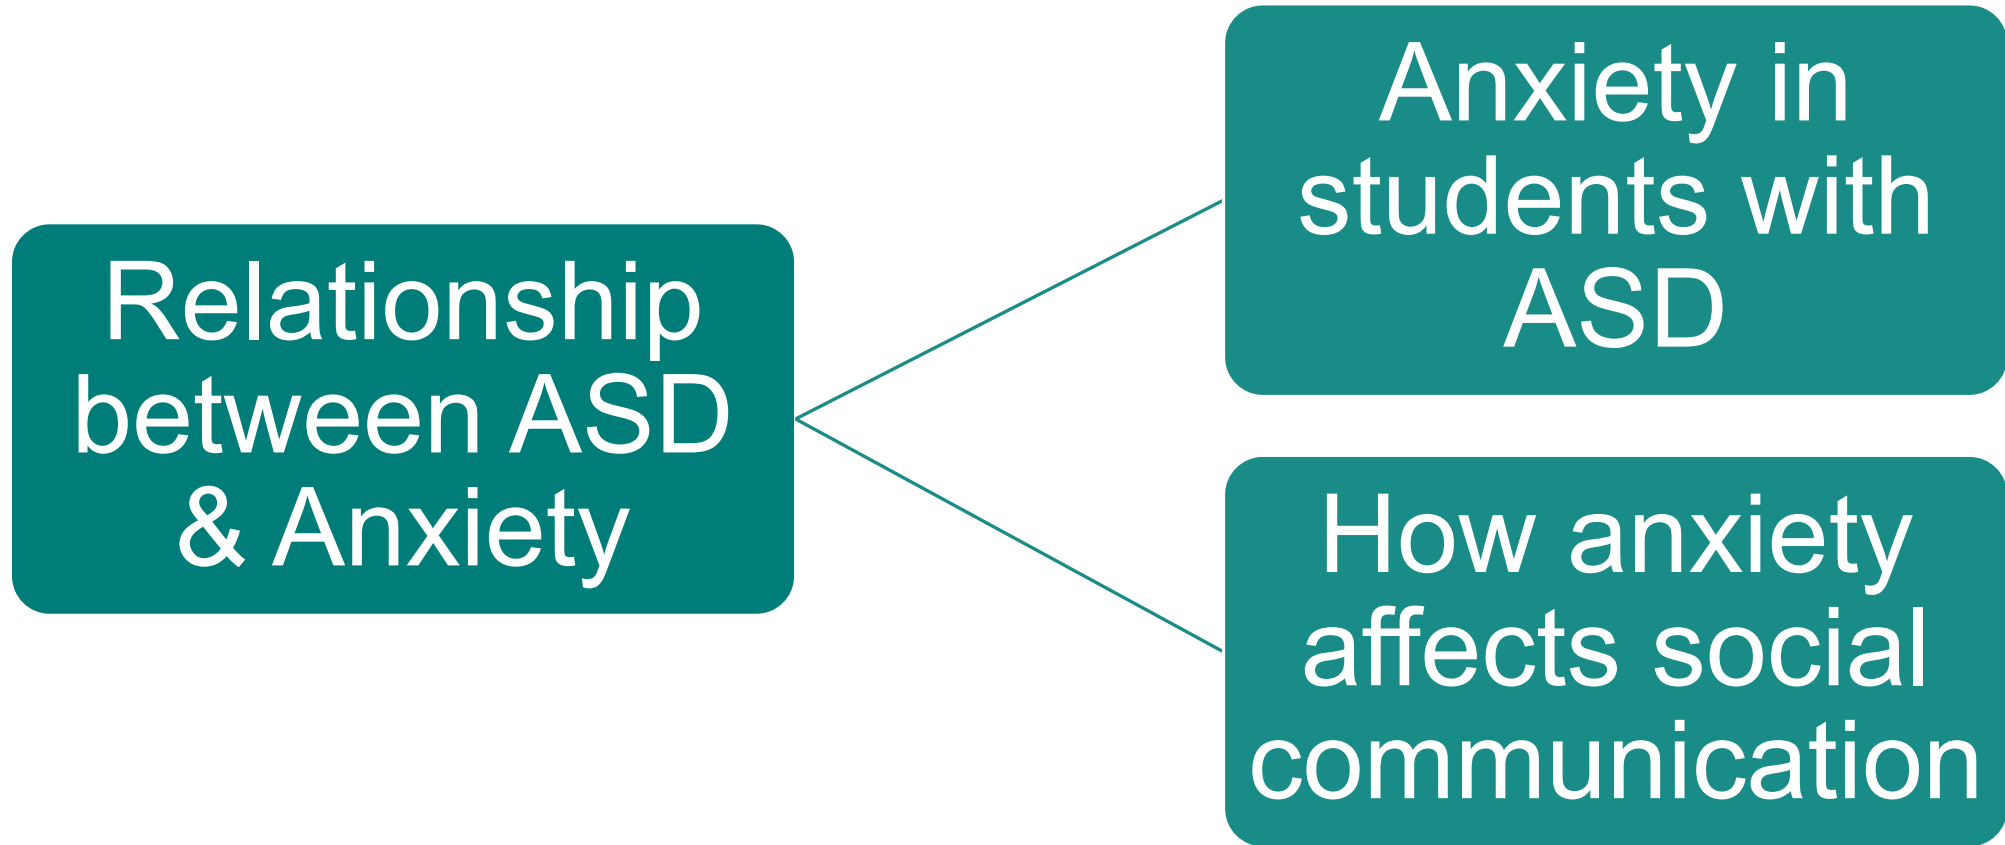 Relationship
between ASD
& Anxiety
Anxiety in
students with
ASD
How anxiety
affects social
communication